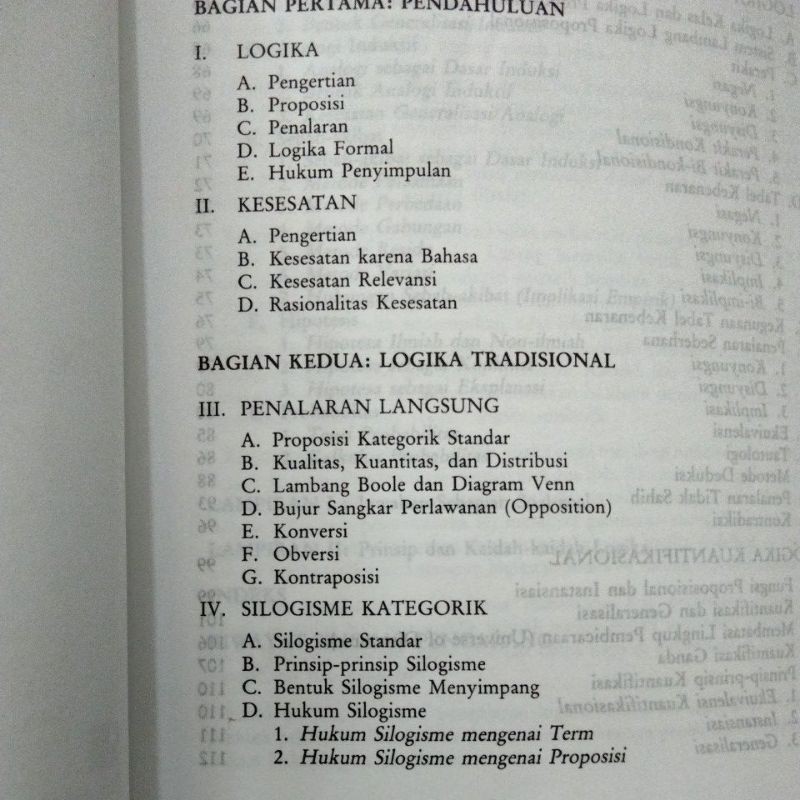 BAGIAN PERTAMA: PENDAHULUAN
I. LOGIKA
A. Pengertian
B. Proposisi
C. Penalaran
D. Logika Formal
E. Hukum Penyimpulan
II. KESESATAN
A. Pengertian
B. Kesesatan karena Bahasa
C. Kesesatan Relevansi
D. Rasionalitas Kesesatan
BAGIAN KEDUA: LOGIKA TRADISIONAL
III. PENALARAN LANGSUNG
A. Proposisi Kategorik Standar
B. Kualitas, Kuantitas, dan Distribusi
C. Lambang Boole dan Diagram Venn
D. Bujur Sangkar Perlawanan (Opposition)
E. Konversi
F. Obversi
G. Kontraposisi
IV. SILOGISME KATEGORIK
A. Silogisme Standar
B. Prinsip-prinsip Silogisme
C. Bentuk Silogisme Menyimpang
D. Hukum Silogisme
1. Hukum Silogisme mengenai Term
2. Hukum Silogisme mengenai Proposisi